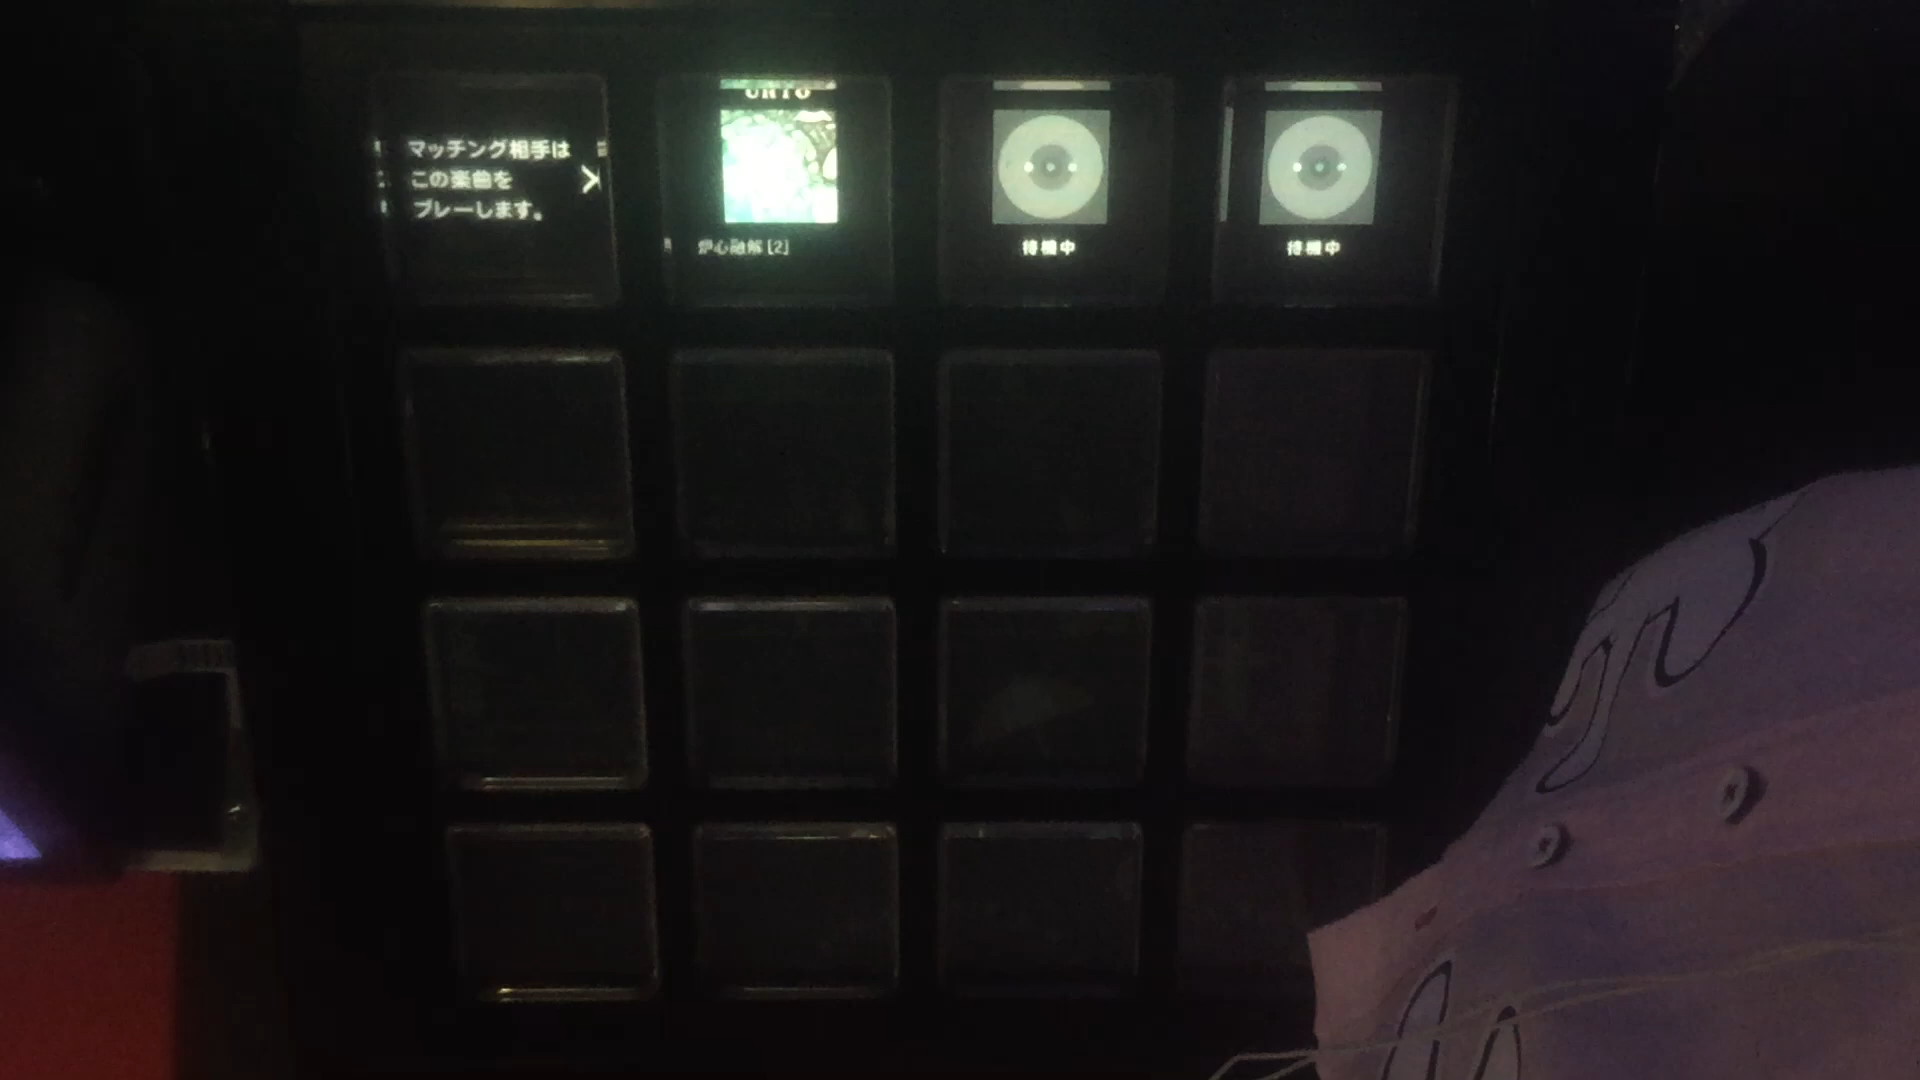 マッチング相手は
この楽曲を
プレーします。
炉心融解[2]
待機中
待機中